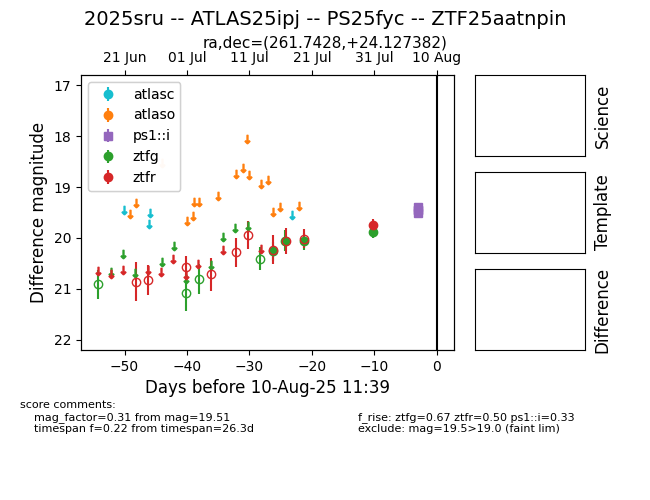 2025sru -- ATLAS25ipj -- PS25fyc -- ZTF25aatnpin
ra,dec=(261.7428,+24.127382)
21 Jun 01 Jul 11 Jul 21 Jul 31 Jul 10 Aug
17
18
19
20
21
22
Difference magnitude
atlasc
atlaso
ps1::i
ztfg
ztfr
−50 −40 −30 −20 −10 0
Days before 10-Aug-25 11:39
Science
Template
Difference
score comments:
mag_factor=0.31 from mag=19.51
timespan f=0.22 from timespan=26.3d
f_rise: ztfg=0.67 ztfr=0.50 ps1::i=0.33
exclude: mag=19.5>19.0 (faint lim)